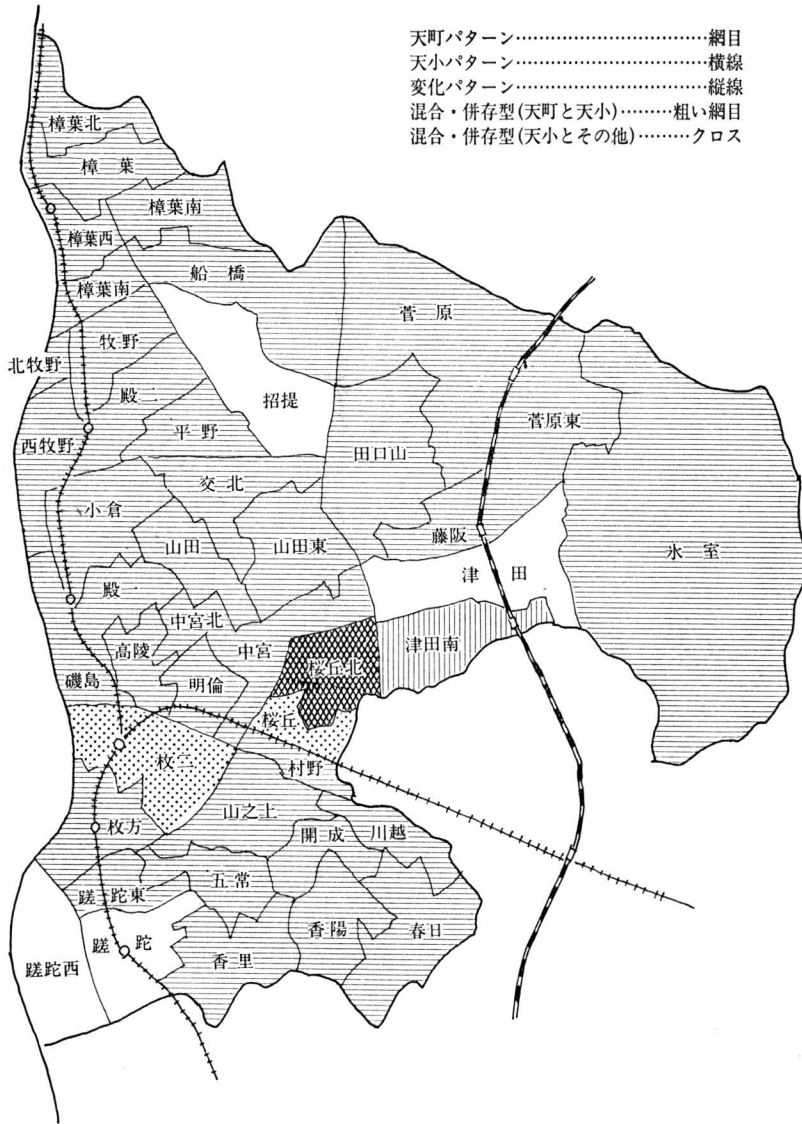 天町パターン……………………………網目
天小パターン……………………………横線
変化パターン……………………………縦線
混合・併存型(天町と天小)………粗い網目
混合・併存型(天小とその他)………クロス
樟葉北
樟葉
樟葉南
樟葉西
船橋
樟葉南
菅原
牧野
北牧野
殿二
招提
菅原東
西牧野
平野
田口山
交北
小倉
山田
山田東
藤阪
氷室
津田
殿一
中宮北
高陵
中宮
津田南
桜丘北
磯島
明倫
桜丘
枚二
村野
山之上
枚方
開成
川越
五常
蹉跎東
香陽
春日
蹉跎
香里
蹉跎西